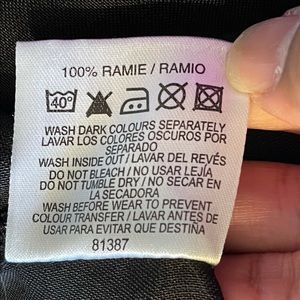 100% RAMIE / RAMIO
40°
WASH DARK COLOURS SEPARATELY
LAVAR LOS COLORES OSCUROS POR
SEPARADO
WASH INSIDE OUT / LAVAR DEL REVÉS
DO NOT BLEACH / NO USAR LEJÍA
DO NOT TUMBLE DRY / NO SECAR EN
LA SECADORA
WASH BEFORE WEAR TO PREVENT
COLOUR TRANSFER / LAVAR ANTES DE
USAR PARA EVITAR QUE DESTIÑA
81387